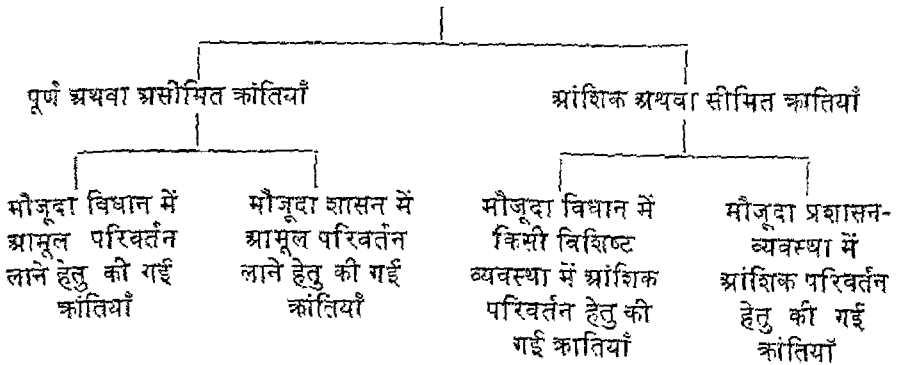 पूर्ण अथवा असीमित क्रांतियाँ
आंशिक अथवा सीमित क्रातियाँ
मौजूदा विधान में
आमूल परिवर्तन
लाने हेतु की गई
क्रांतियाँ
मौजूदा शासन में
आमूल परिवर्तन
लाने हेतु की गई
क्रांतियाँ
मौजूदा विधान में
किसी विशिष्ट
व्यवस्था में आंशिक
परिवर्तन हेतु की
गई क्रातियाँ
मौजूदा प्रशासन-
व्यवस्था में
आंशिक परिवर्तन
हेतु की गई
क्रांतियाँ